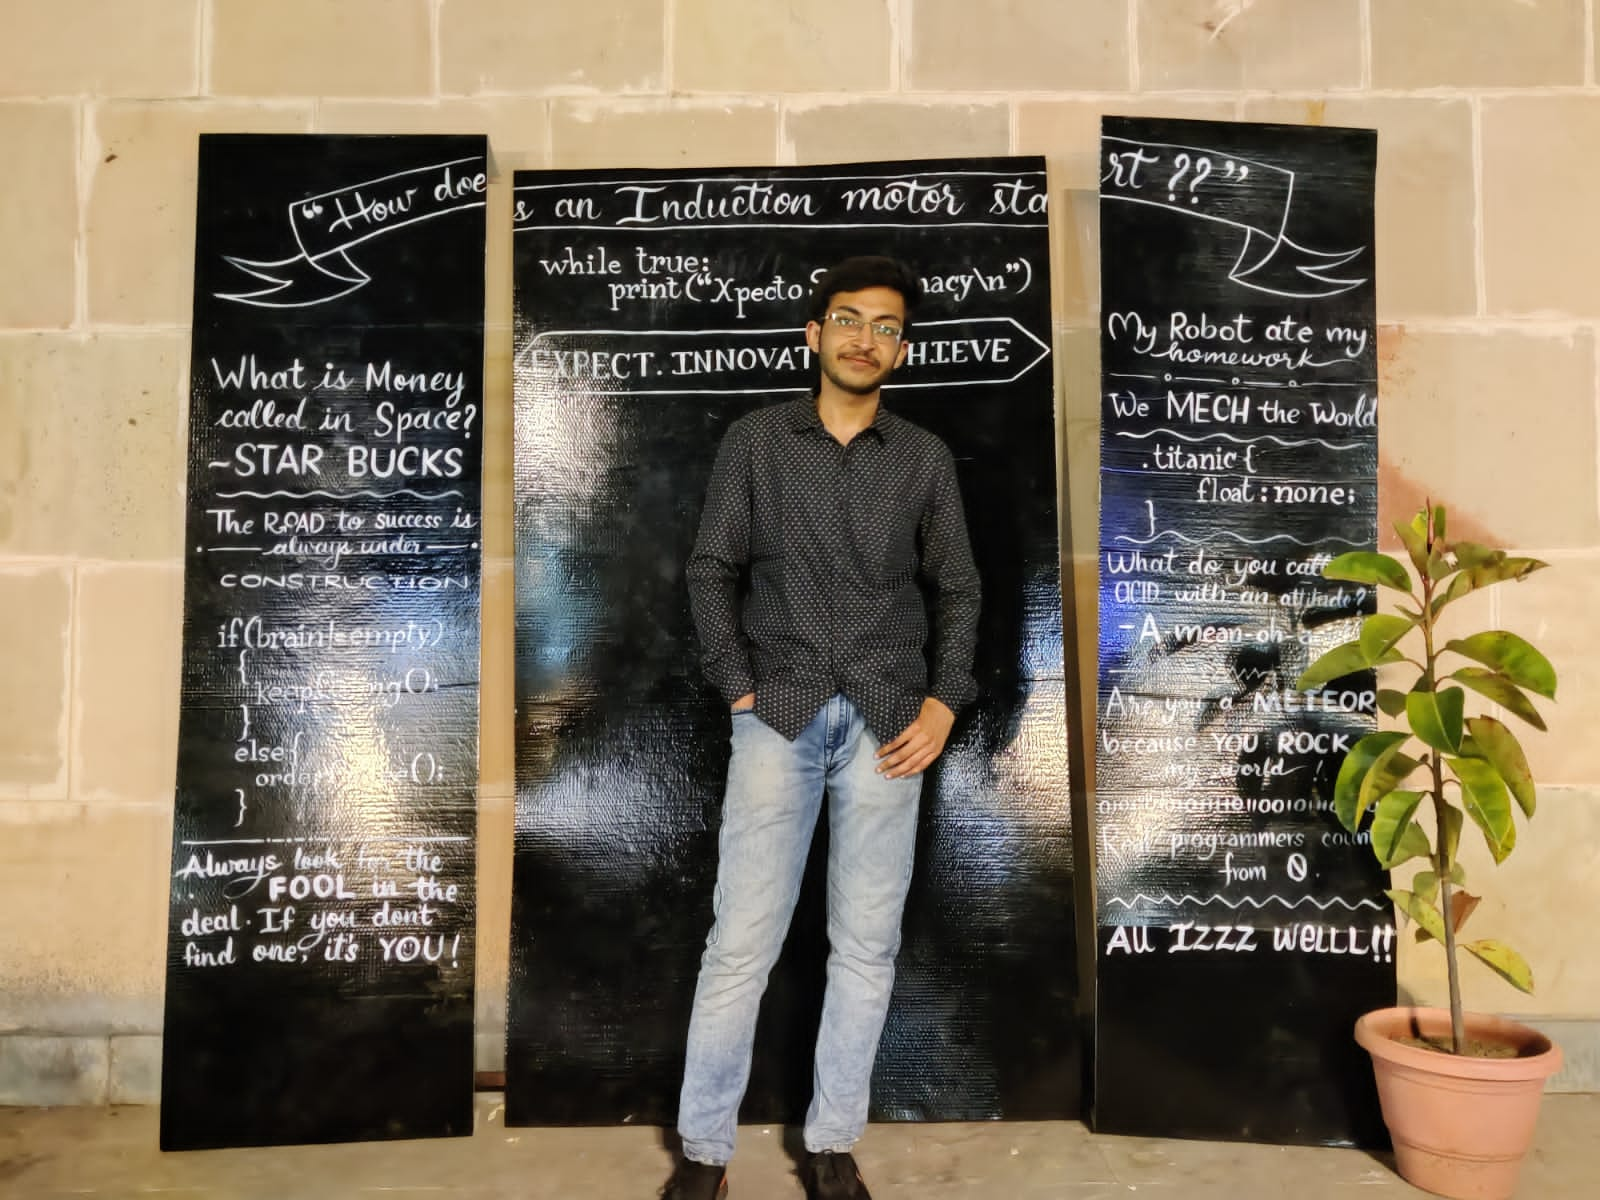 “How doe
s an Induction motor sta
rt ??”
What is Money
called in Space?
~STAR BUCKS
The ROAD to success is
always under
CONSTRUCTION
if(brain!=empty)
{
();
}
else{
order ();
}
Always look for the
FOOL in the
deal. If you dont
find one, it's YOU!
while true:
print(“Xpecto nacy\n”)
EXPECT. INNOVAT HIEVE
My Robot ate my
homework
We MECH the World
.titanic {
float : none;
}
What do you call
ACID with an attitude?
-A mean-oh-a
Are you a METEOR
because YOU ROCK
my world !
Real programmers coun
from 0.
All IZZZ WELLL!!